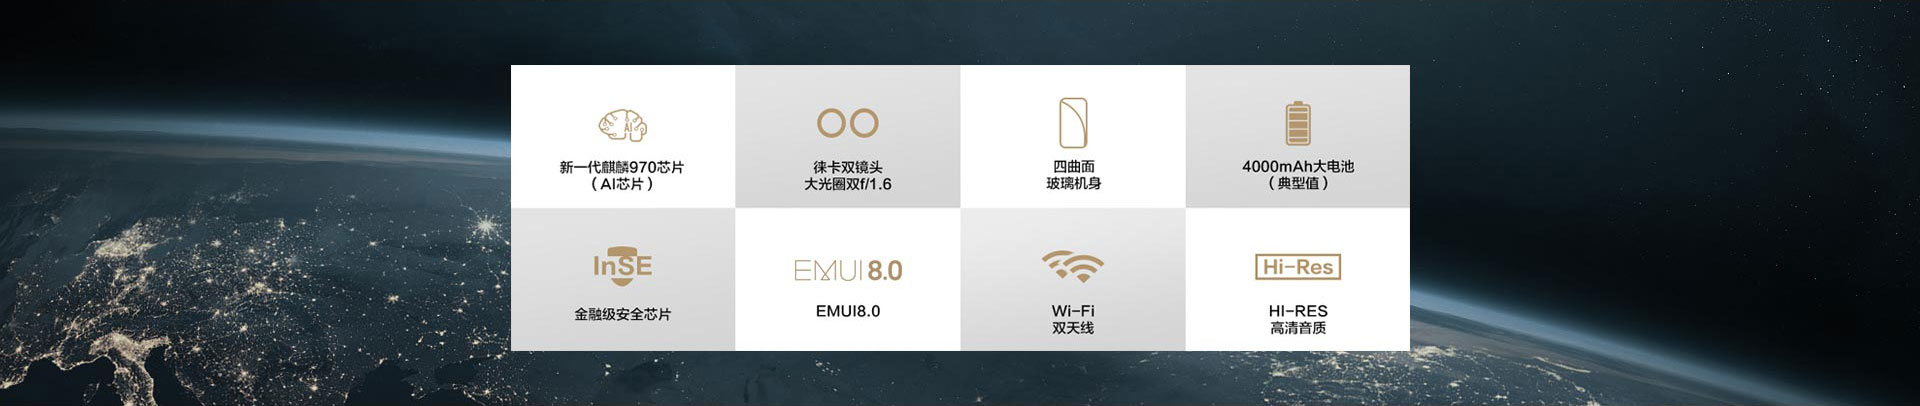 AI
新一代麒麟970芯片
（AI芯片）
徕卡双镜头
大光圈双f/1.6
四曲面
玻璃机身
4000mAh大电池
（典型值）
InSE
金融级安全芯片
EMUI 8.0
EMUI8.0
Wi-Fi
双天线
Hi-Res
HI-RES
高清音质